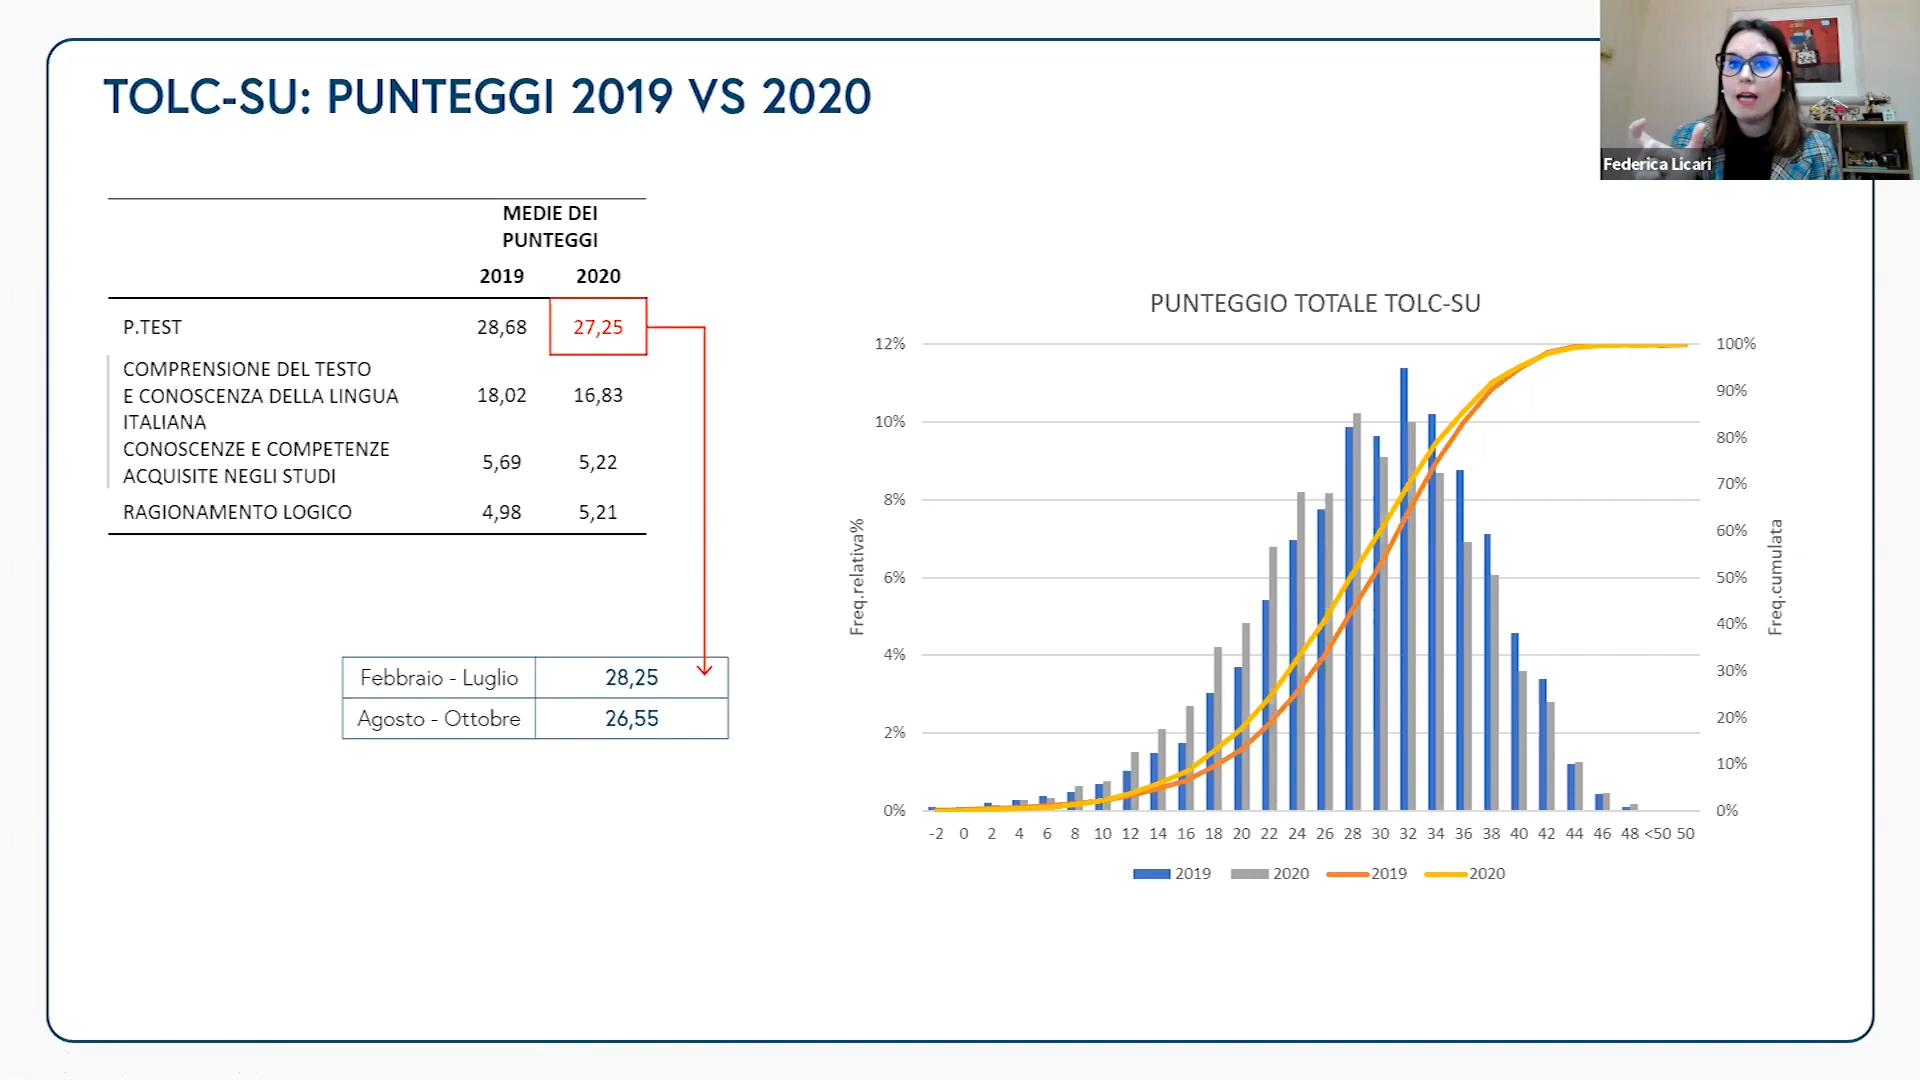 TOLC-SU: PUNTEGGI 2019 VS 2020
Federica Licari
MEDIE DEI
PUNTEGGI
2019 2020
P.TEST 28,68 27,25
COMPRENSIONE DEL TESTO
E CONOSCENZA DELLA LINGUA 18,02 16,83
ITALIANA
CONOSCENZE E COMPETENZE
ACQUISITE NEGLI STUDI 5,69 5,22
RAGIONAMENTO LOGICO 4,98 5,21
Febbraio - Luglio 28,25
Agosto - Ottobre 26,55
PUNTEGGIO TOTALE TOLC-SU
12%
10%
8%
6%
4%
2%
0%
Freq.relativa%
100%
90%
80%
70%
60%
50%
40%
30%
20%
10%
0%
Freq.cumulata
-2 0 2 4 6 8 10 12 14 16 18 20 22 24 26 28 30 32 34 36 38 40 42 44 46 48 <50 50
2019 2020 2019 2020